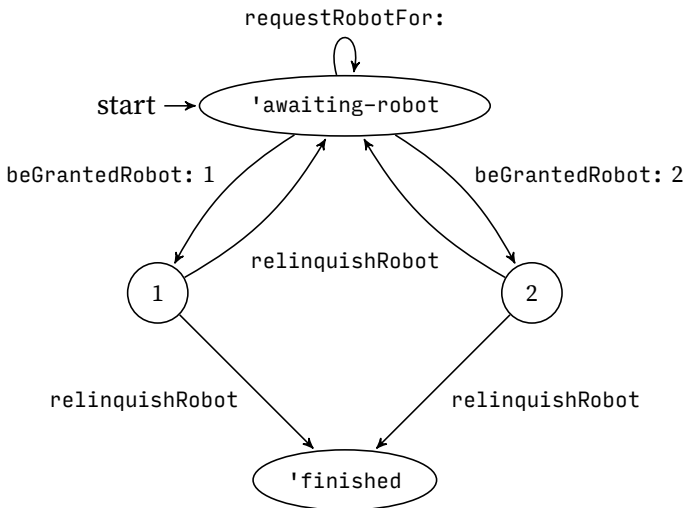 requestRobotFor:
start
'awaiting-robot
beGrantedRobot: 1
beGrantedRobot: 2
relinquishRobot
1
2
relinquishRobot
relinquishRobot
'finished